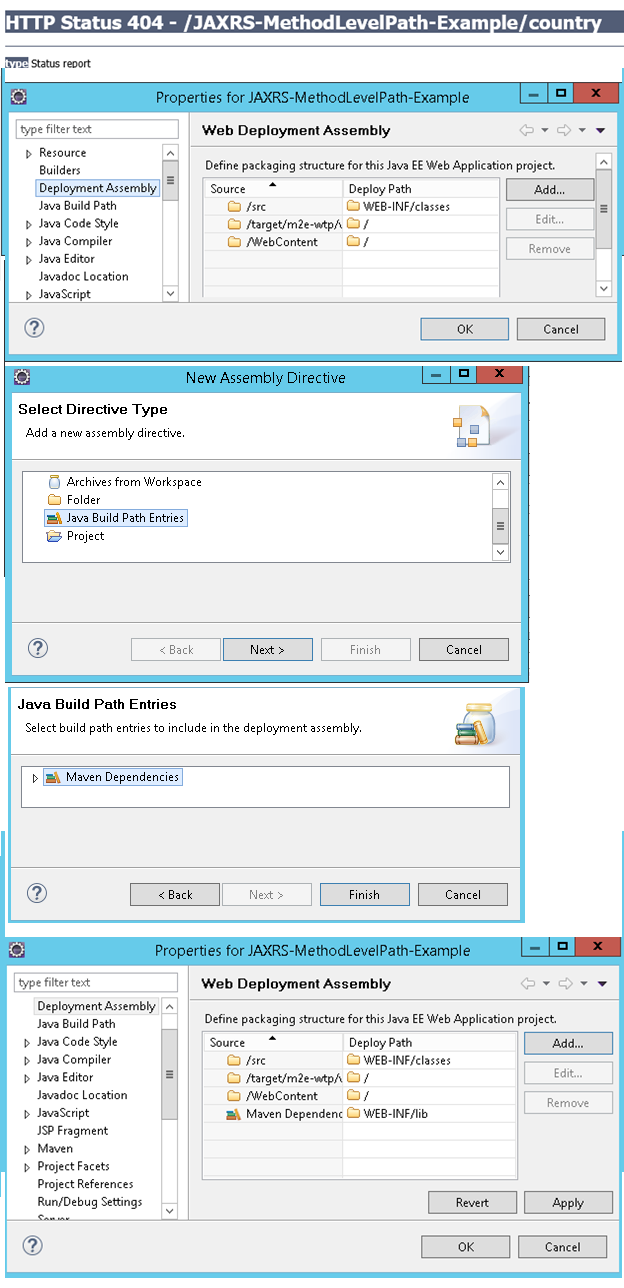 HTTP Status 404 - /JAXRS-MethodLevelPath-Example/country
type Status report
Properties for JAXRS-MethodLevelPath-Example
type filter text
Resource
Builders
Deployment Assembly
Java Build Path
Java Code Style
Java Compiler
Java Editor
Javadoc Location
JavaScript
Web Deployment Assembly
Define packaging structure for this Java EE Web Application project.
Source Deploy Path
/src WEB-INF/classes
/target/m2e-wtp/ /
/WebContent /
Add...
Edit...
Remove
OK Cancel
New Assembly Directive
Select Directive Type
Add a new assembly directive.
Archives from Workspace
Folder
Java Build Path Entries
Project
< Back Next > Finish Cancel
Java Build Path Entries
Select build path entries to include in the deployment assembly.
Maven Dependencies
< Back Next > Finish Cancel
Properties for JAXRS-MethodLevelPath-Example
type filter text
Deployment Assembly
Java Build Path
Java Code Style
Java Compiler
Java Editor
Javadoc Location
JavaScript
JSP Fragment
Maven
Project Facets
Project References
Run/Debug Settings
Server
Web Deployment Assembly
Define packaging structure for this Java EE Web Application project.
Source Deploy Path
/src WEB-INF/classes
/target/m2e-wtp/ /
/WebContent /
Maven Dependenc WEB-INF/lib
Add...
Edit...
Remove
Revert Apply
OK Cancel